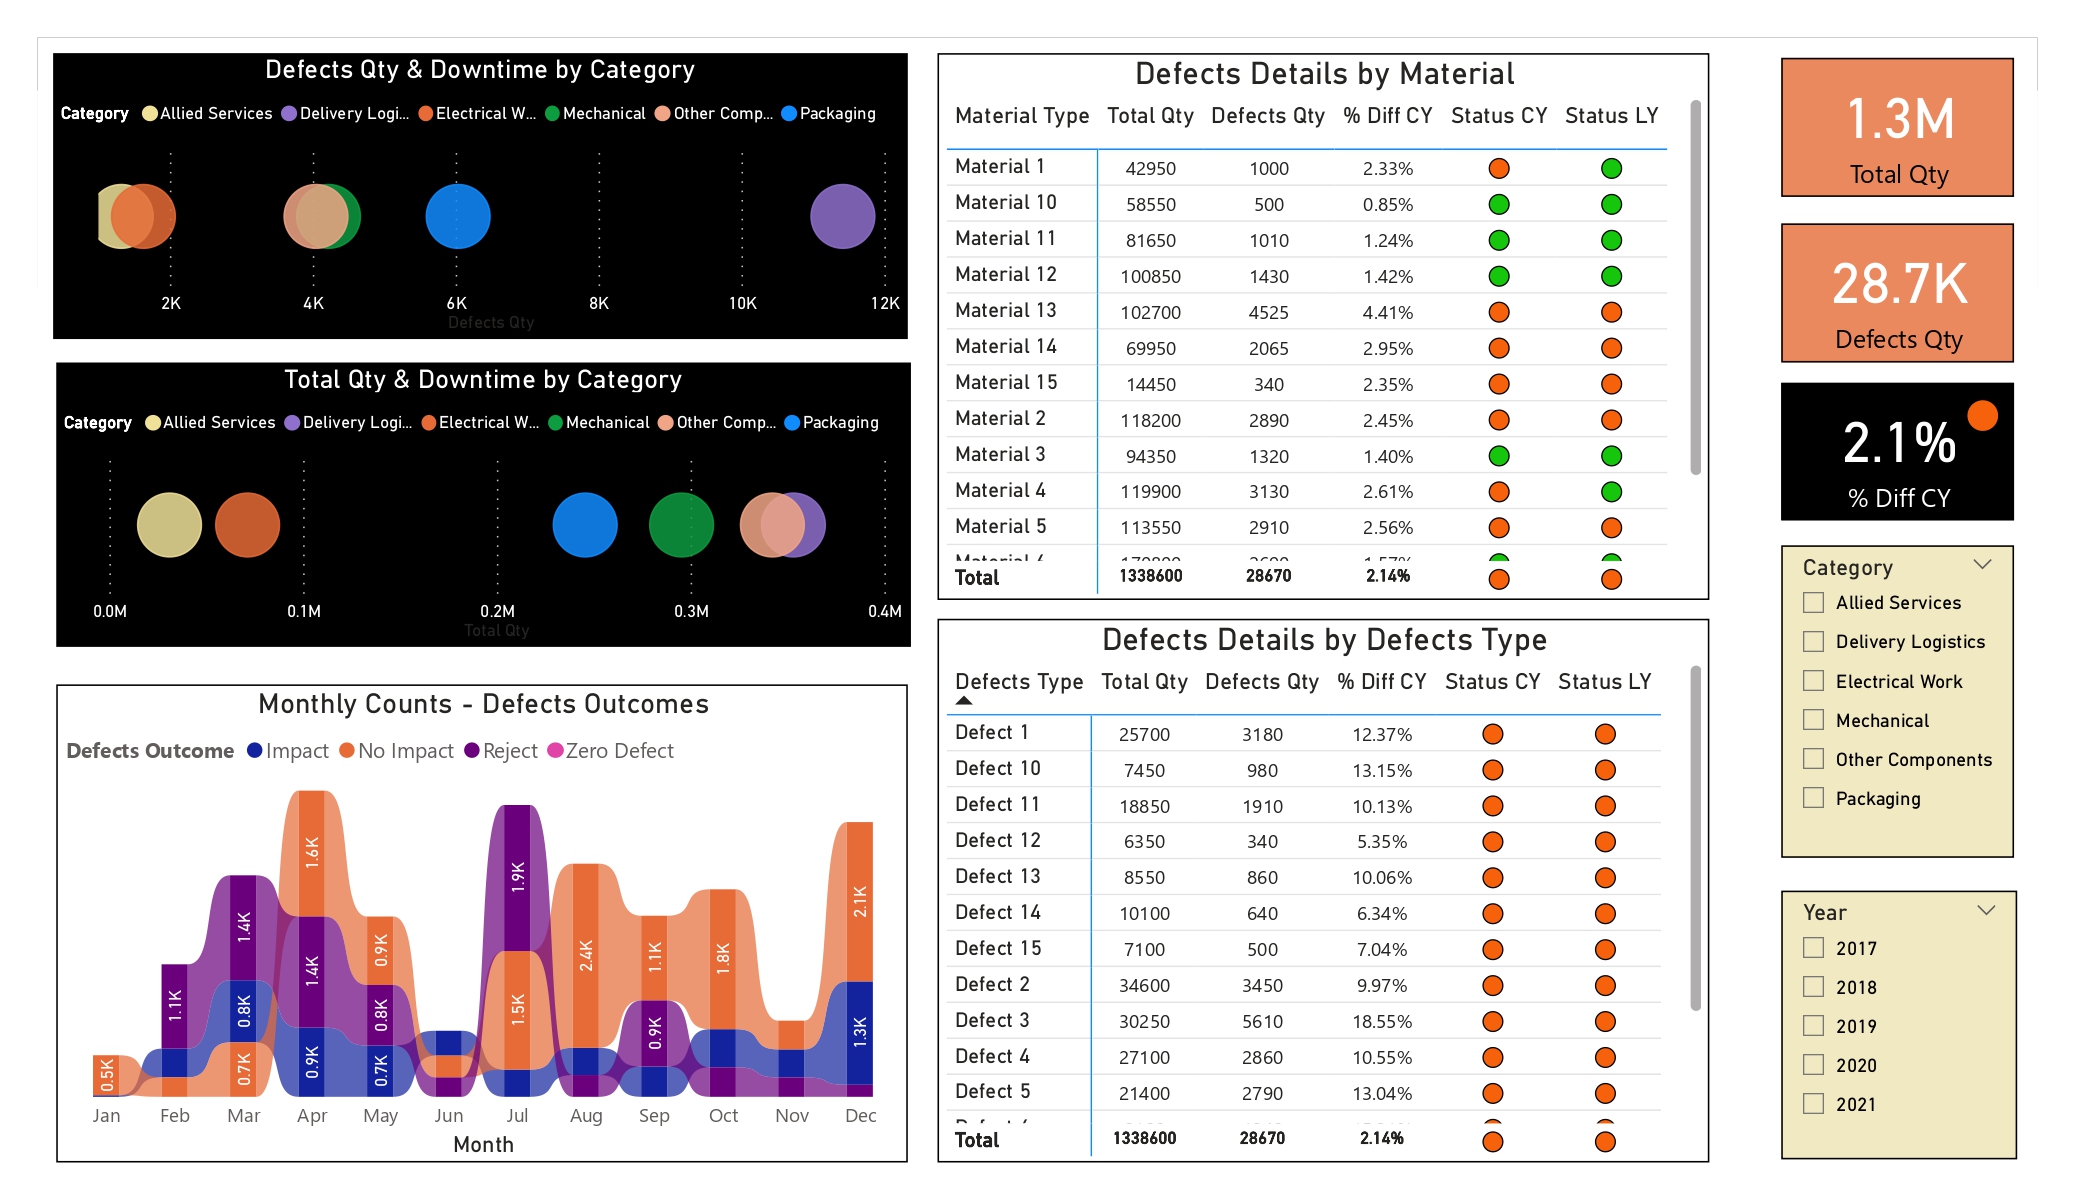 Defects Qty & Downtime by Category
Category Allied Services Delivery Logi... Electrical W... Mechanical Other Comp... Packaging
2K 4K 6K 8K 10K 12K
Defects Qty
Total Qty & Downtime by Category
Category Allied Services Delivery Logi... Electrical W... Mechanical Other Comp... Packaging
0.0M 0.1M 0.2M 0.3M 0.4M
Total Qty
Monthly Counts - Defects Outcomes
Defects Outcome Impact No Impact Reject Zero Defect
0.5K
1.1K
1.4K
0.8K
0.7K
1.6K
1.4K
0.9K
0.9K
0.8K
0.7K
1.9K
1.5K
2.4K
1.1K
0.9K
1.8K
2.1K
1.3K
Jan Feb Mar Apr May Jun Jul Aug Sep Oct Nov Dec
Month
Defects Details by Material
Material Type Total Qty Defects Qty % Diff CY Status CY Status LY
Material 1 42950 1000 2.33%
Material 10 58550 500 0.85%
Material 11 81650 1010 1.24%
Material 12 100850 1430 1.42%
Material 13 102700 4525 4.41%
Material 14 69950 2065 2.95%
Material 15 14450 340 2.35%
Material 2 118200 2890 2.45%
Material 3 94350 1320 1.40%
Material 4 119900 3130 2.61%
Material 5 113550 2910 2.56%
Total 1338600 28670 2.14%
Defects Details by Defects Type
Defects Type Total Qty Defects Qty % Diff CY Status CY Status LY
Defect 1 25700 3180 12.37%
Defect 10 7450 980 13.15%
Defect 11 18850 1910 10.13%
Defect 12 6350 340 5.35%
Defect 13 8550 860 10.06%
Defect 14 10100 640 6.34%
Defect 15 7100 500 7.04%
Defect 2 34600 3450 9.97%
Defect 3 30250 5610 18.55%
Defect 4 27100 2860 10.55%
Defect 5 21400 2790 13.04%
Total 1338600 28670 2.14%
1.3M
Total Qty
28.7K
Defects Qty
2.1%
% Diff CY
Category
Allied Services
Delivery Logistics
Electrical Work
Mechanical
Other Components
Packaging
Year
2017
2018
2019
2020
2021